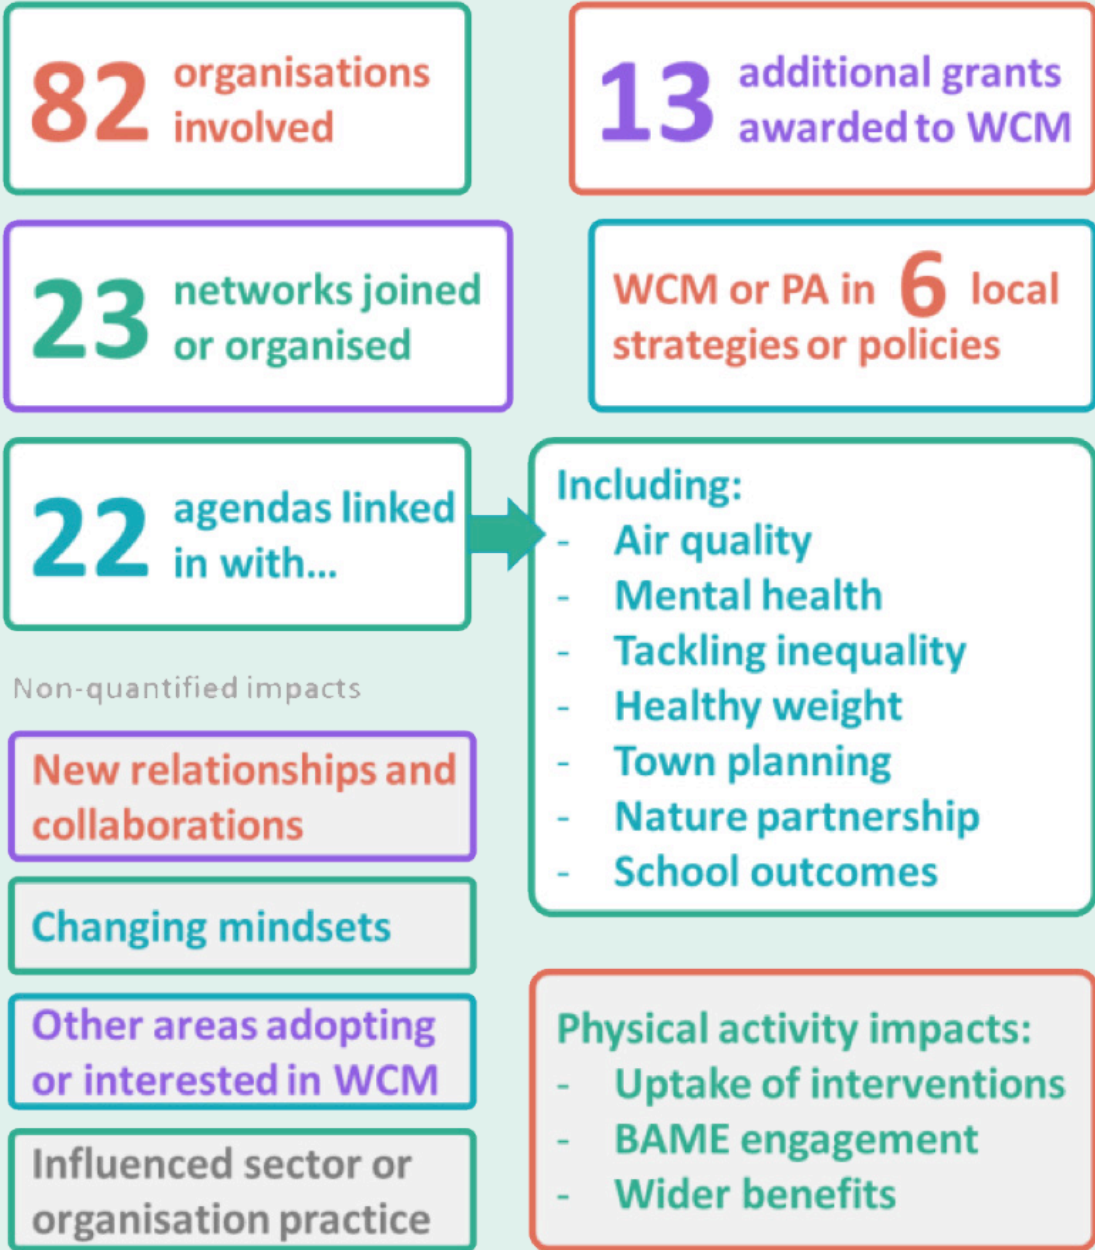 82 organisations
involved
13 additional grants
awarded to WCM
23 networks joined
or organised
WCM or PA in 6 local
strategies or policies
22 agendas linked
in with...
Including:
- Air quality
- Mental health
- Tackling inequality
- Healthy weight
- Town planning
- Nature partnership
- School outcomes
Non-quantified impacts
New relationships and
collaborations
Changing mindsets
Other areas adopting
or interested in WCM
Influenced sector or
organisation practice
Physical activity impacts:
- Uptake of interventions
- BAME engagement
- Wider benefits